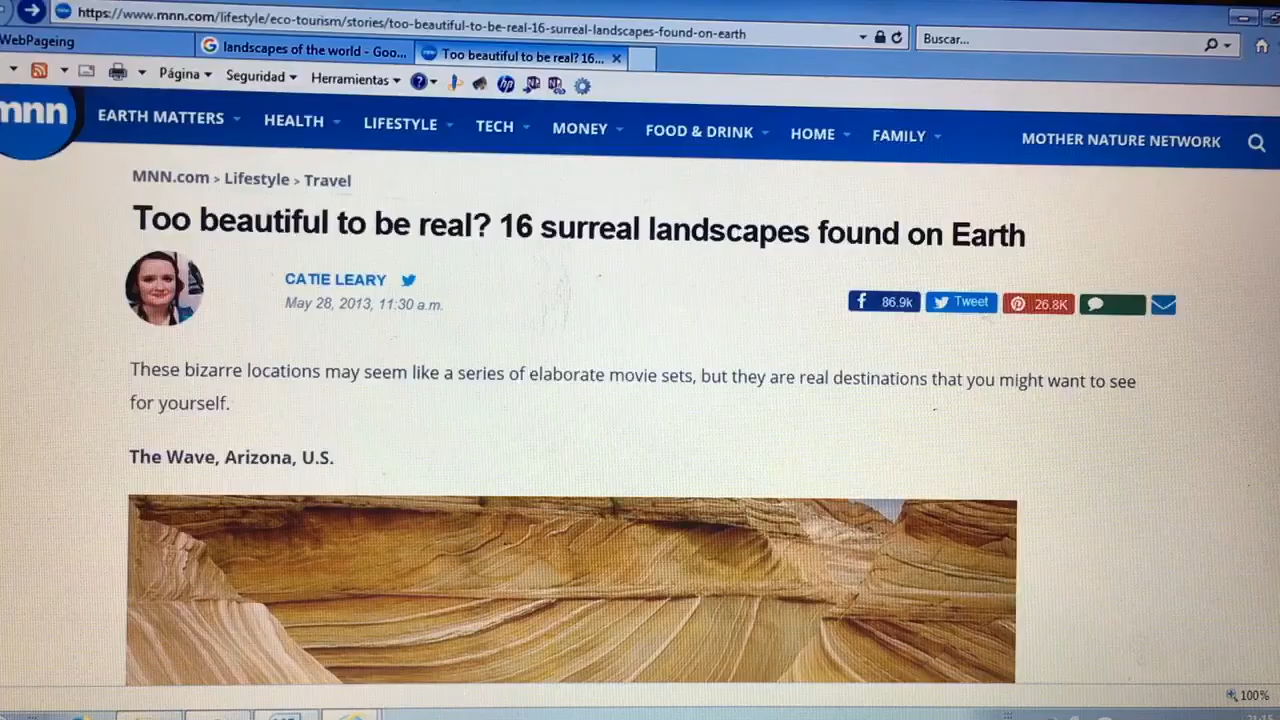 https://www.mnn.com/lifestyle/eco-tourism/stories/too-beautiful-to-be-real-16-surreal-landscapes-found-on-earth
Buscar...
WebPageing
landscapes of the world - Goo...
Too beautiful to be real? 16...
Página
Seguridad
Herramientas
mnn
EARTH MATTERS
HEALTH
LIFESTYLE
TECH
MONEY
FOOD & DRINK
HOME
FAMILY
MOTHER NATURE NETWORK
MNN.com > Lifestyle > Travel
Too beautiful to be real? 16 surreal landscapes found on Earth
CATIE LEARY
May 28, 2013, 11:30 a.m.
86.9k
Tweet
26.8K
These bizarre locations may seem like a series of elaborate movie sets, but they are real destinations that you might want to see
for yourself.
The Wave, Arizona, U.S.
100%